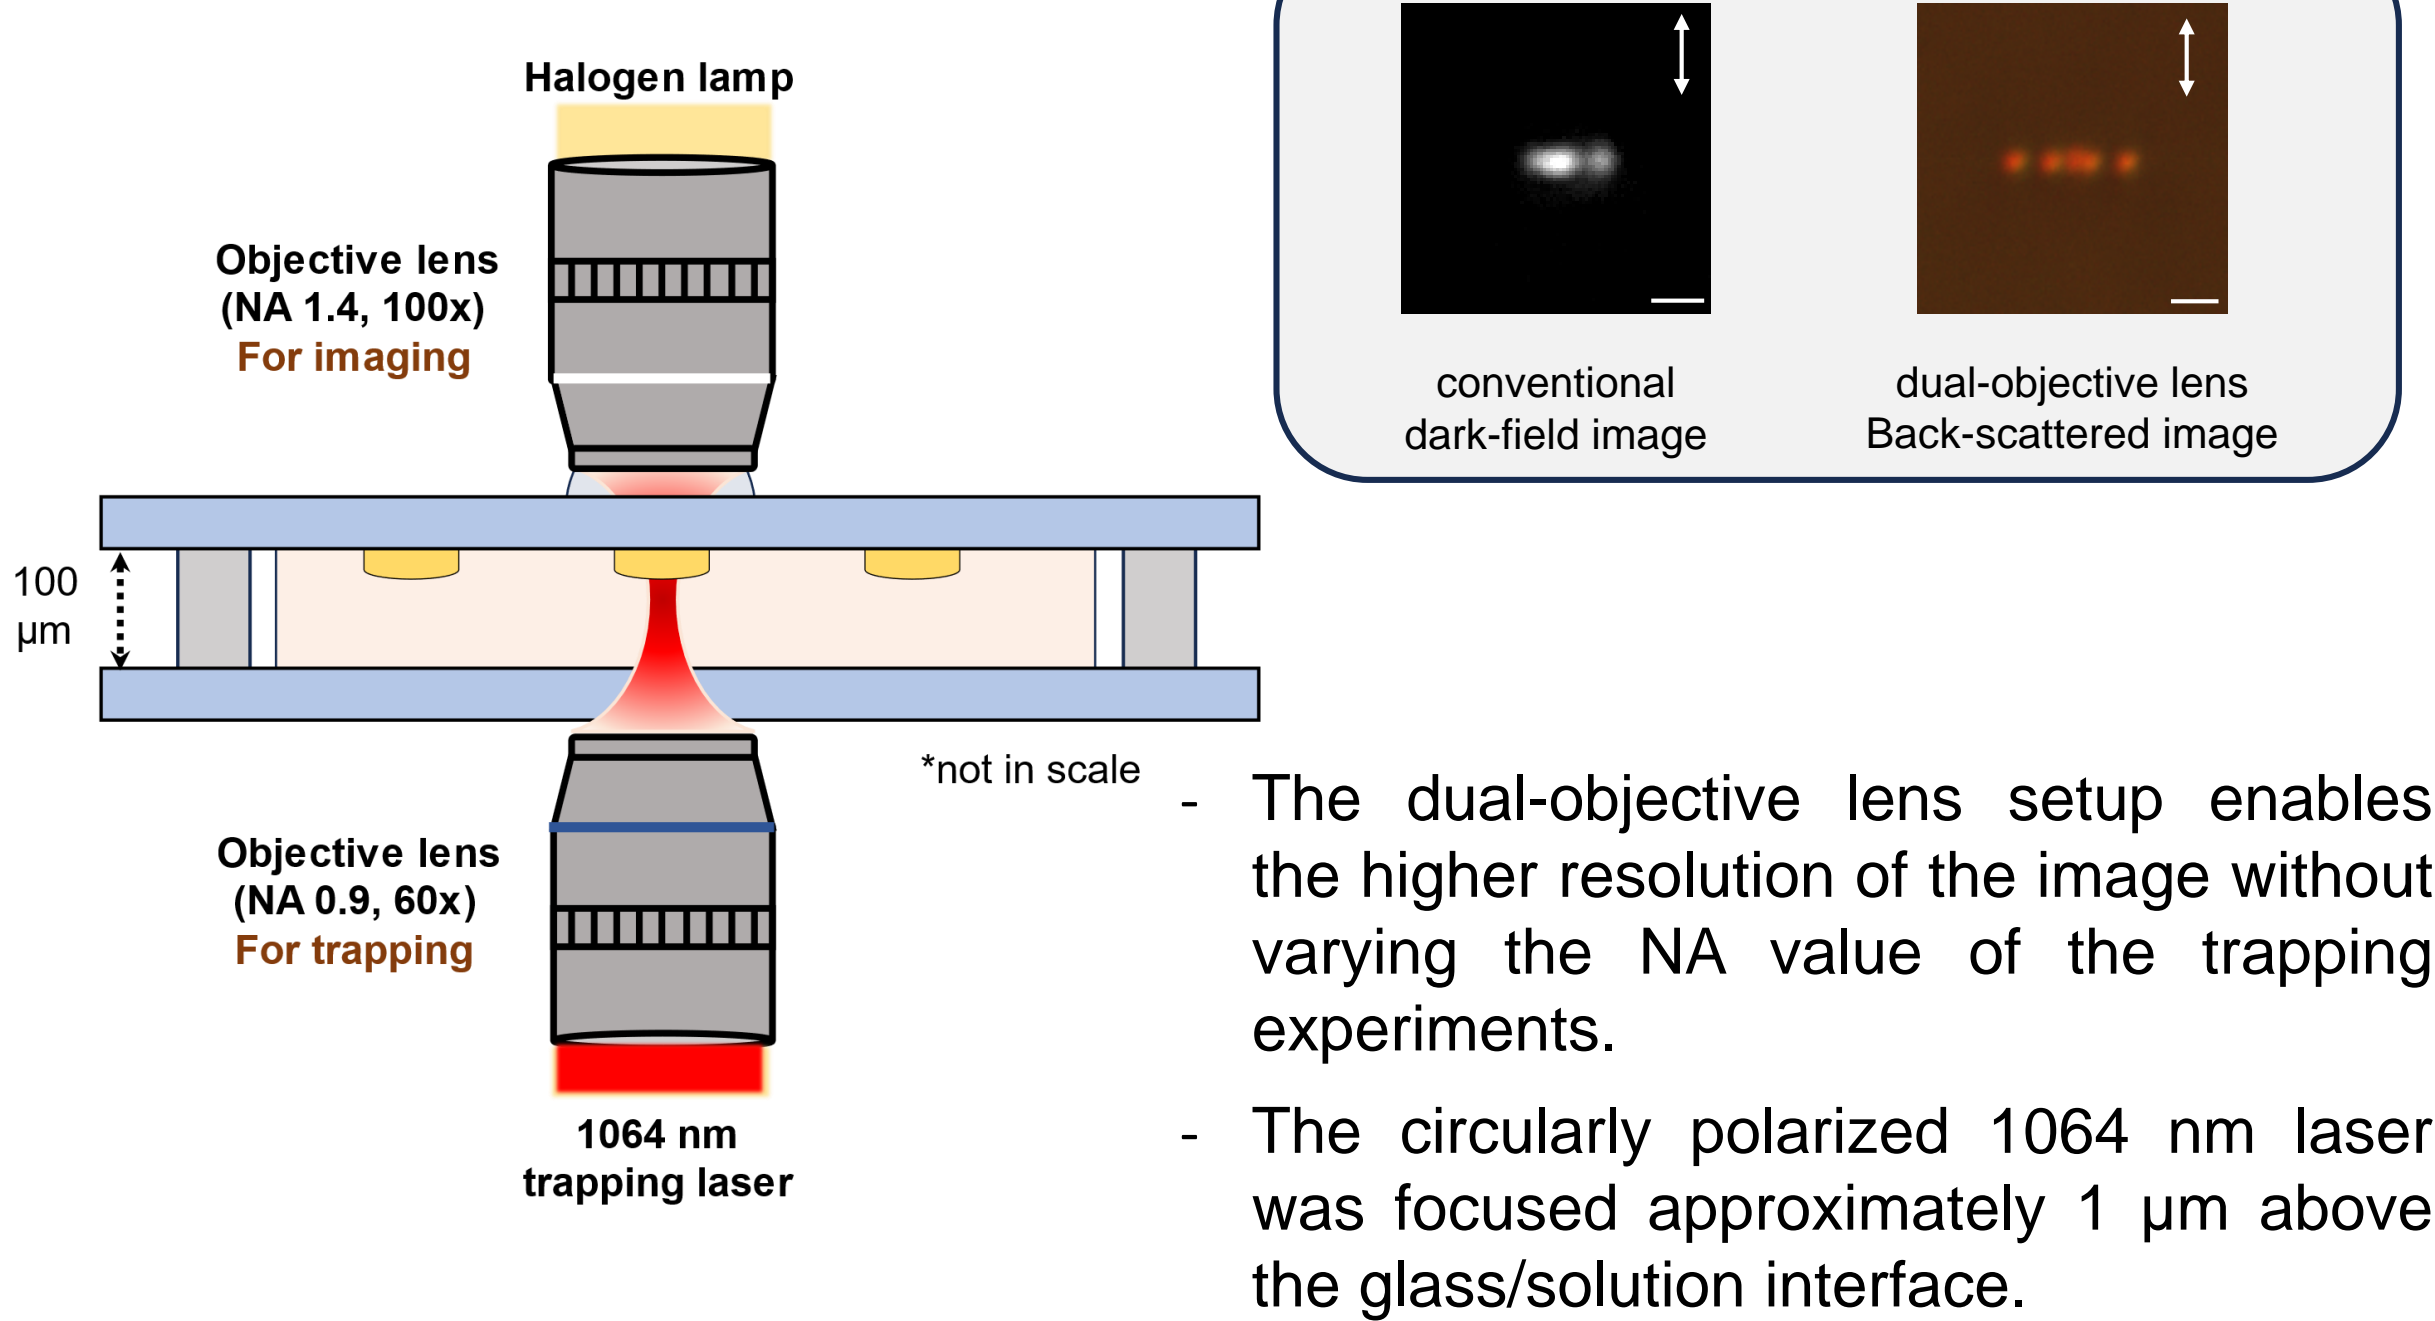 Halogen lamp
Objective lens
(NA 1.4, 100x)
For imaging
100
µm
*not in scale
Objective lens
(NA 0.9, 60x)
For trapping
1064 nm
trapping laser
conventional
dark-field image
dual-objective lens
Back-scattered image
- The dual-objective lens setup enables
the higher resolution of the image without
varying the NA value of the trapping
experiments.
- The circularly polarized 1064 nm laser
was focused approximately 1 µm above
the glass/solution interface.